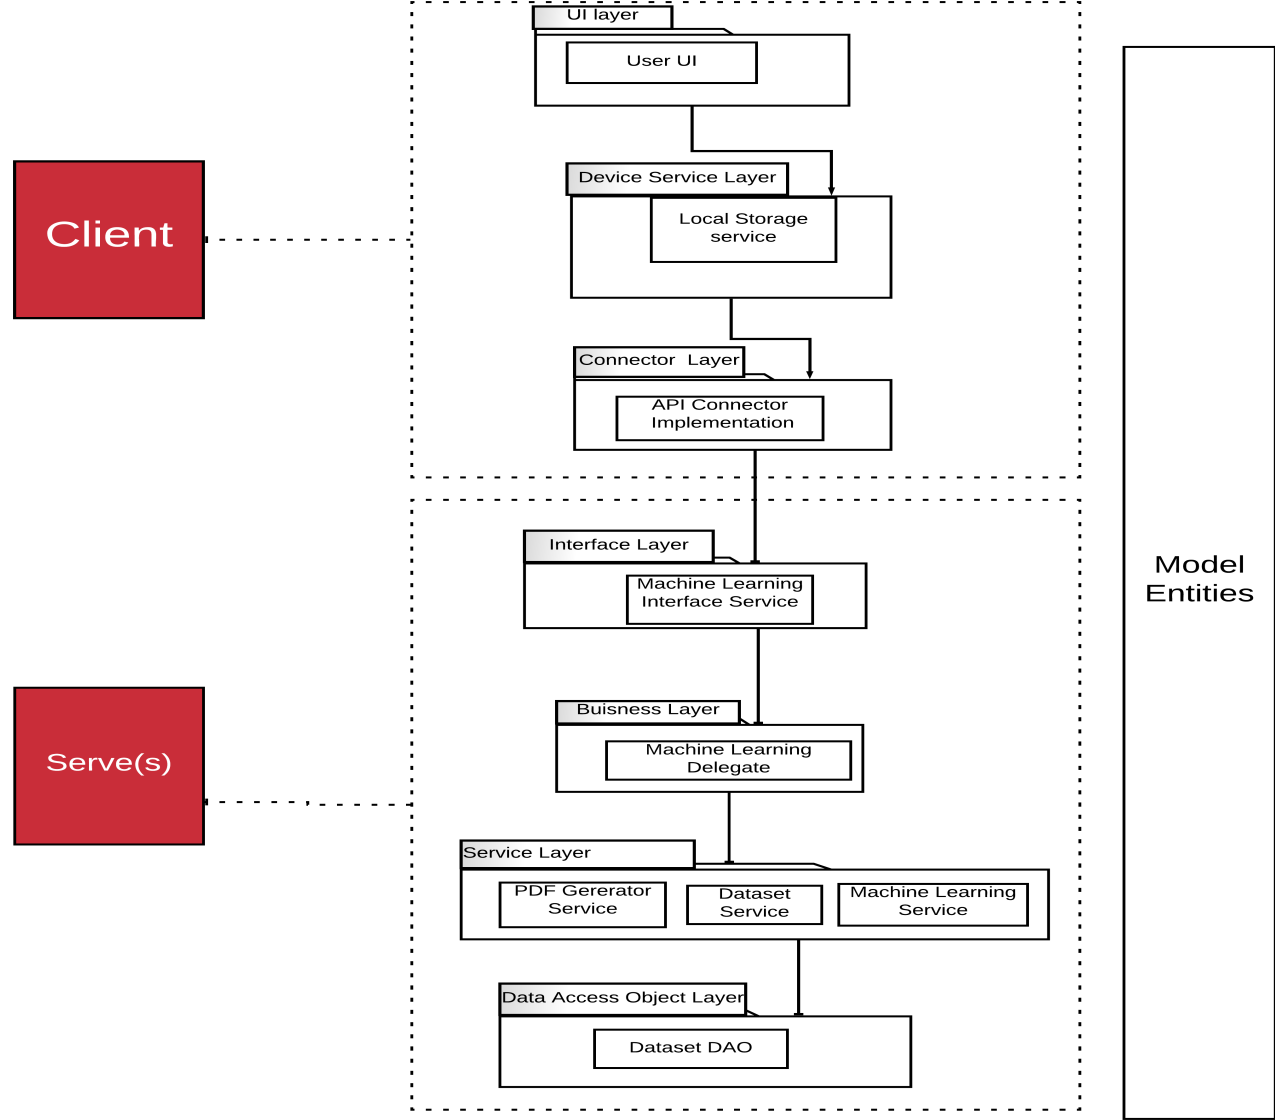 UI layer
User UI
Device Service Layer
Local Storage
service
Client
Connector Layer
API Connector
Implementation
Interface Layer
Machine Learning
Interface Service
Model
Entities
Buisness Layer
Machine Learning
Delegate
Serve(s)
Service Layer
PDF Gererator
Service
Dataset
Service
Machine Learning
Service
Data Access Object Layer
Dataset DAO